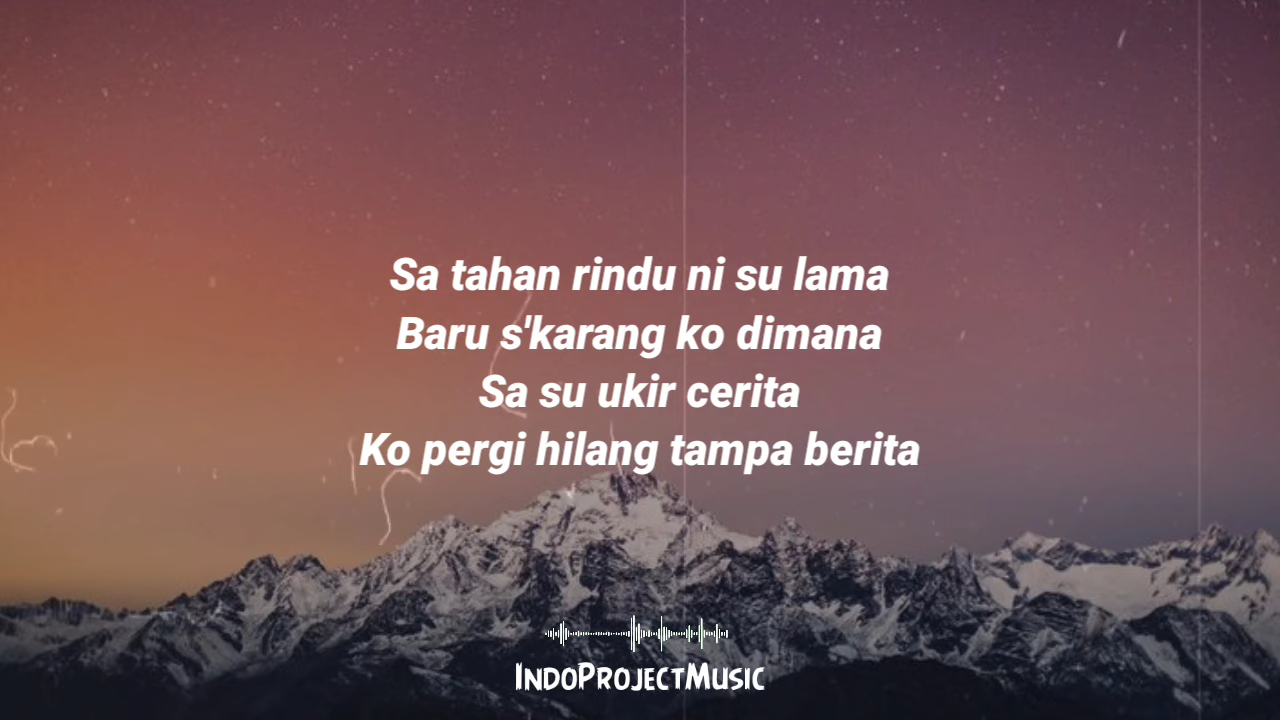 Sa tahan rindu ni su lama
Baru s'karang ko dimana
Sa su ukir cerita
Ko pergi hilang tampa berita
IndoProjectMusic